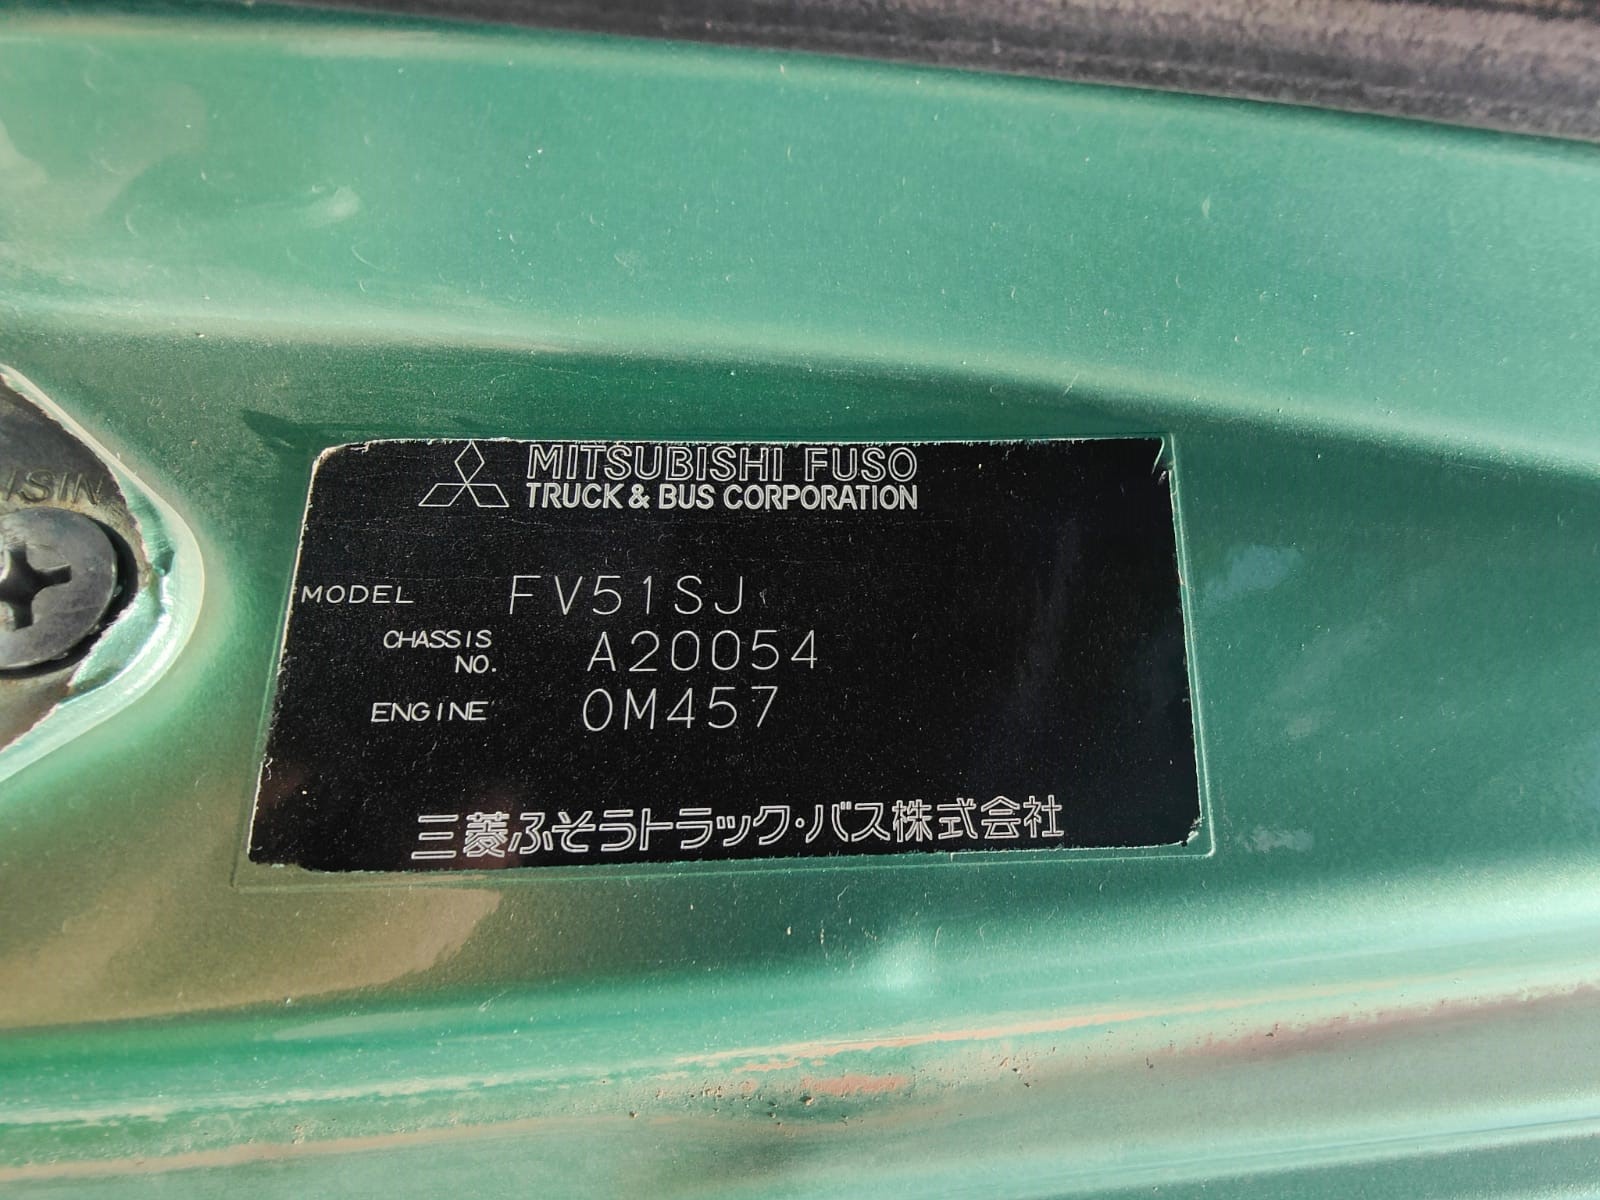 MITSUBISHI FUSO
TRUCK & BUS CORPORATION
MODEL FV51SJ
CHASSIS NO. A20054
ENGINE OM457
三菱ふそうトラック・バス株式会社